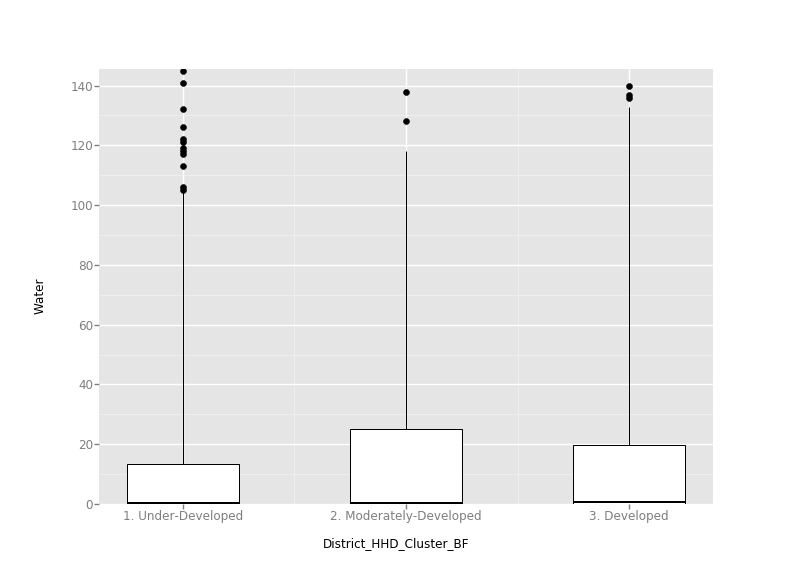 140
120
100
80
60
40
20
0
Water
1. Under-Developed 2. Moderately-Developed 3. Developed
District_HHD_Cluster_BF